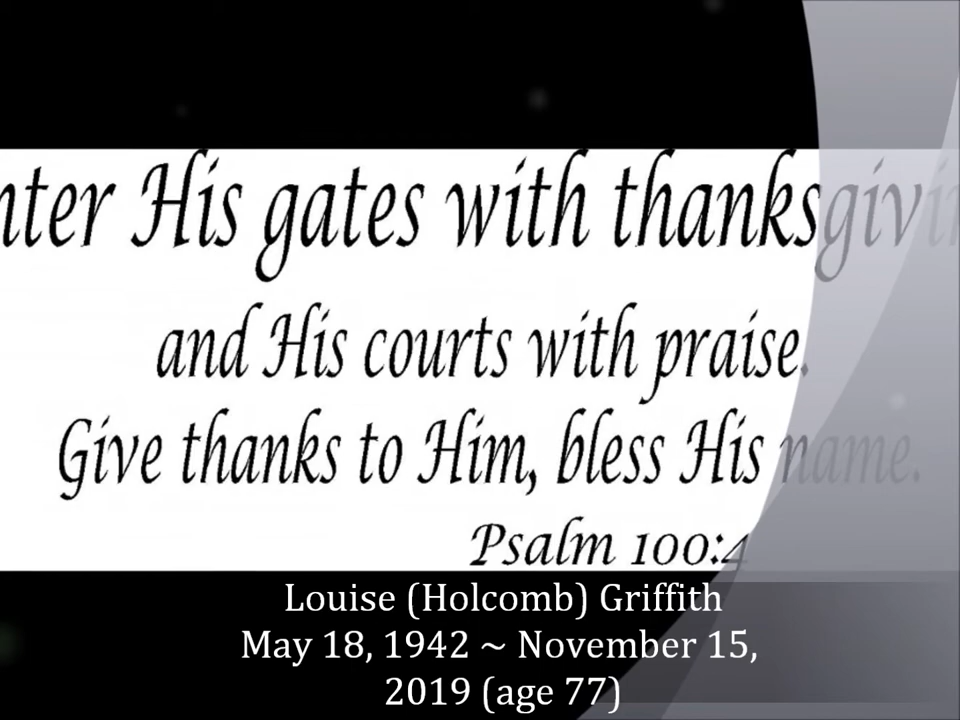 nter His gates with thanksgivin
and His courts with praise.
Give thanks to Him, bless His name.
Psalm 100:4
Louise (Holcomb) Griffith
May 18, 1942 ~ November 15,
2019 (age 77)